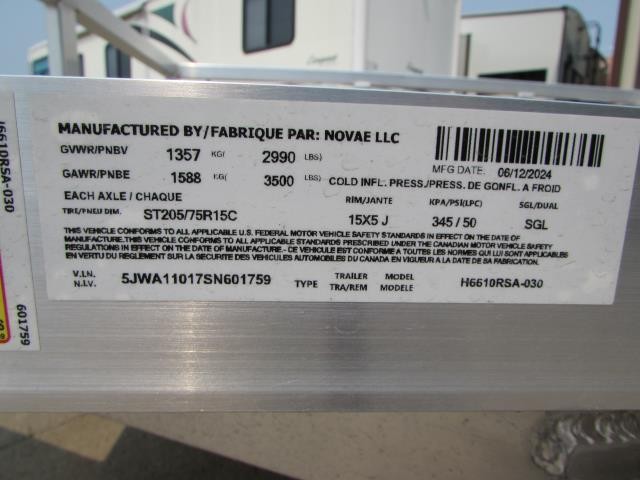 MANUFACTURED BY/FABRIQUE PAR: NOVAE LLC
GVWR/PNBV 1357 KG( 2990 LBS)
MFG DATE: 06/12/2024
GAWR/PNBE 1588 KG( 3500 LBS) COLD INFL. PRESS/PRESS. DE GONFL. A FROID
EACH AXLE / CHAQUE RIM/JANTE KPA/PSI(LPC) SGL/DUAL
TIRE/PNEU DIM. ST205/75R15C 15X5 J 345 / 50 SGL
THIS VEHICLE CONFORMS TO ALL APPLICABLE U.S. FEDERAL MOTOR VEHICLE SAFETY STANDARDS IN EFFECT ON THE DATE OF
MANUFACTURE.THIS VEHICLE CONFORMS TO ALL APPLICABLE STANDARDS PRESCRIBED UNDER THE CANADIAN MOTOR VEHICLE SAFETY
REGULATIONS IN EFFECT ON THE DATE OF MANUFACTURE / CE VEHICULE EST CONFORME A TOUTES LES NORMES QUI LUI SONT APPLICABLES
EN VERTU DU REGLEMENT SUR LA SECURITE DES VEHICULES AUTOMOBILES DU CANADA EN VIGUEUR A LA DATE DE SA FABRICATION.
V.I.N. 5JWA11017SN601759 TYPE TRAILER MODEL H6610RSA-030
N.I.V. TRA/REM MODELE
H6610RSA-030
601759